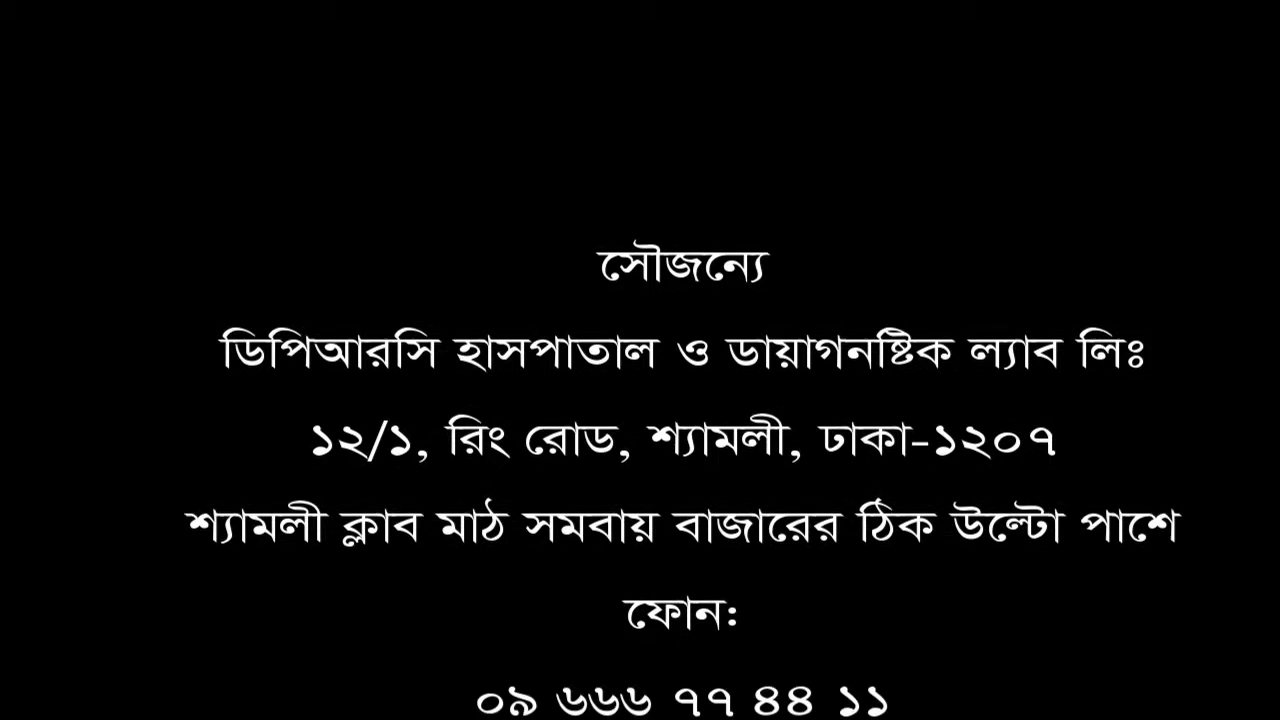 সৌজন্যে
ডিপিআরসি হাসপাতাল ও ডায়াগনষ্টিক ল্যাব লিঃ
১২/১, রিং রোড, শ্যামলী, ঢাকা-১২০৭
শ্যামলী ক্লাব মাঠ সমবায় বাজারের ঠিক উল্টো পাশে
ফোন:
০৯ ৬৬৬ ৭৭ ৪৪ ১১